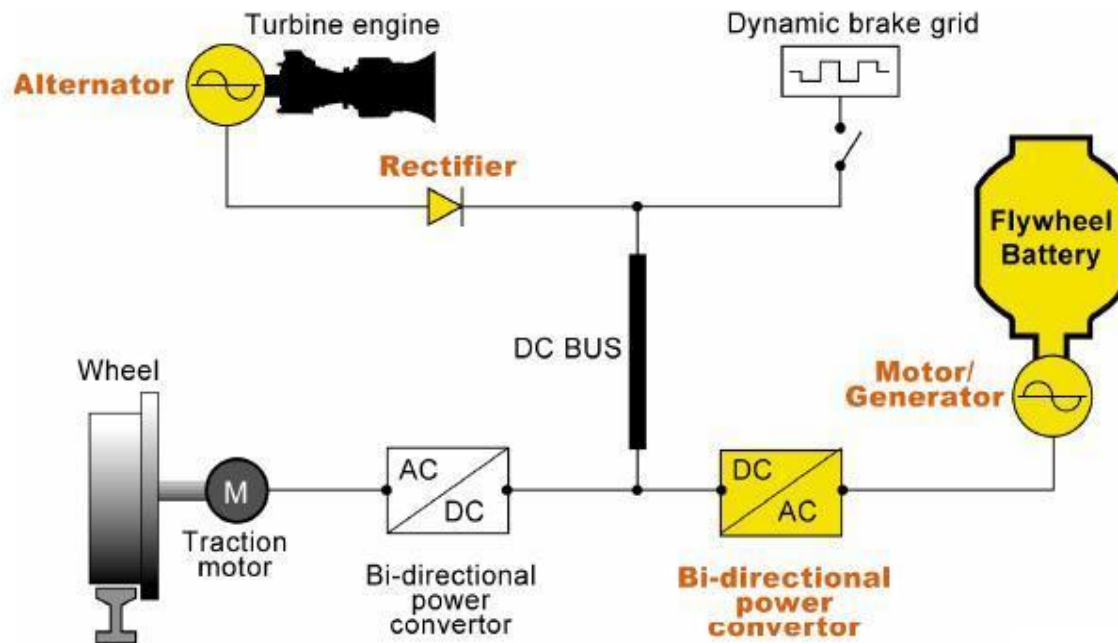 Turbine engine
Dynamic brake grid
Alternator
Rectifier
Flywheel
Battery
DC BUS
Wheel
Motor/
Generator
M
AC
DC
DC
AC
Traction
motor
Bi-directional
power
convertor
Bi-directional
power
convertor